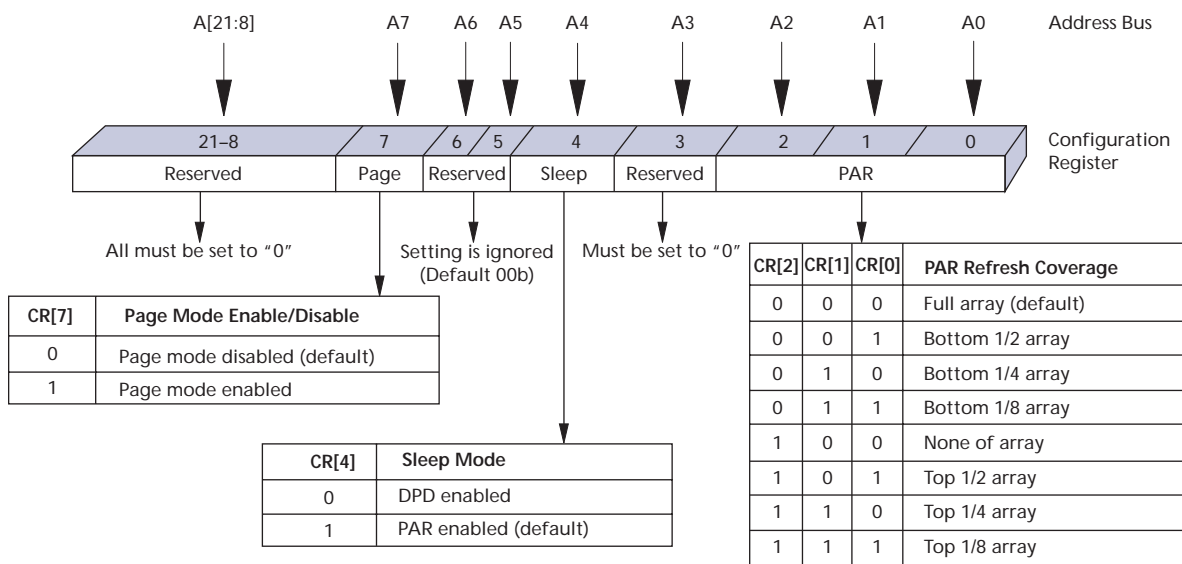 A[21:8] A7 A6 A5 A4 A3 A2 A1 A0 Address Bus
21–8 7 6 5 4 3 2 1 0 Configuration Register
Reserved Page Reserved Sleep Reserved PAR
All must be set to "0"
Setting is ignored
(Default 00b)
Must be set to "0"
CR[7] Page Mode Enable/Disable
0 Page mode disabled (default)
1 Page mode enabled
CR[4] Sleep Mode
0 DPD enabled
1 PAR enabled (default)
CR[2] CR[1] CR[0] PAR Refresh Coverage
0 0 0 Full array (default)
0 0 1 Bottom 1/2 array
0 1 0 Bottom 1/4 array
0 1 1 Bottom 1/8 array
1 0 0 None of array
1 0 1 Top 1/2 array
1 1 0 Top 1/4 array
1 1 1 Top 1/8 array